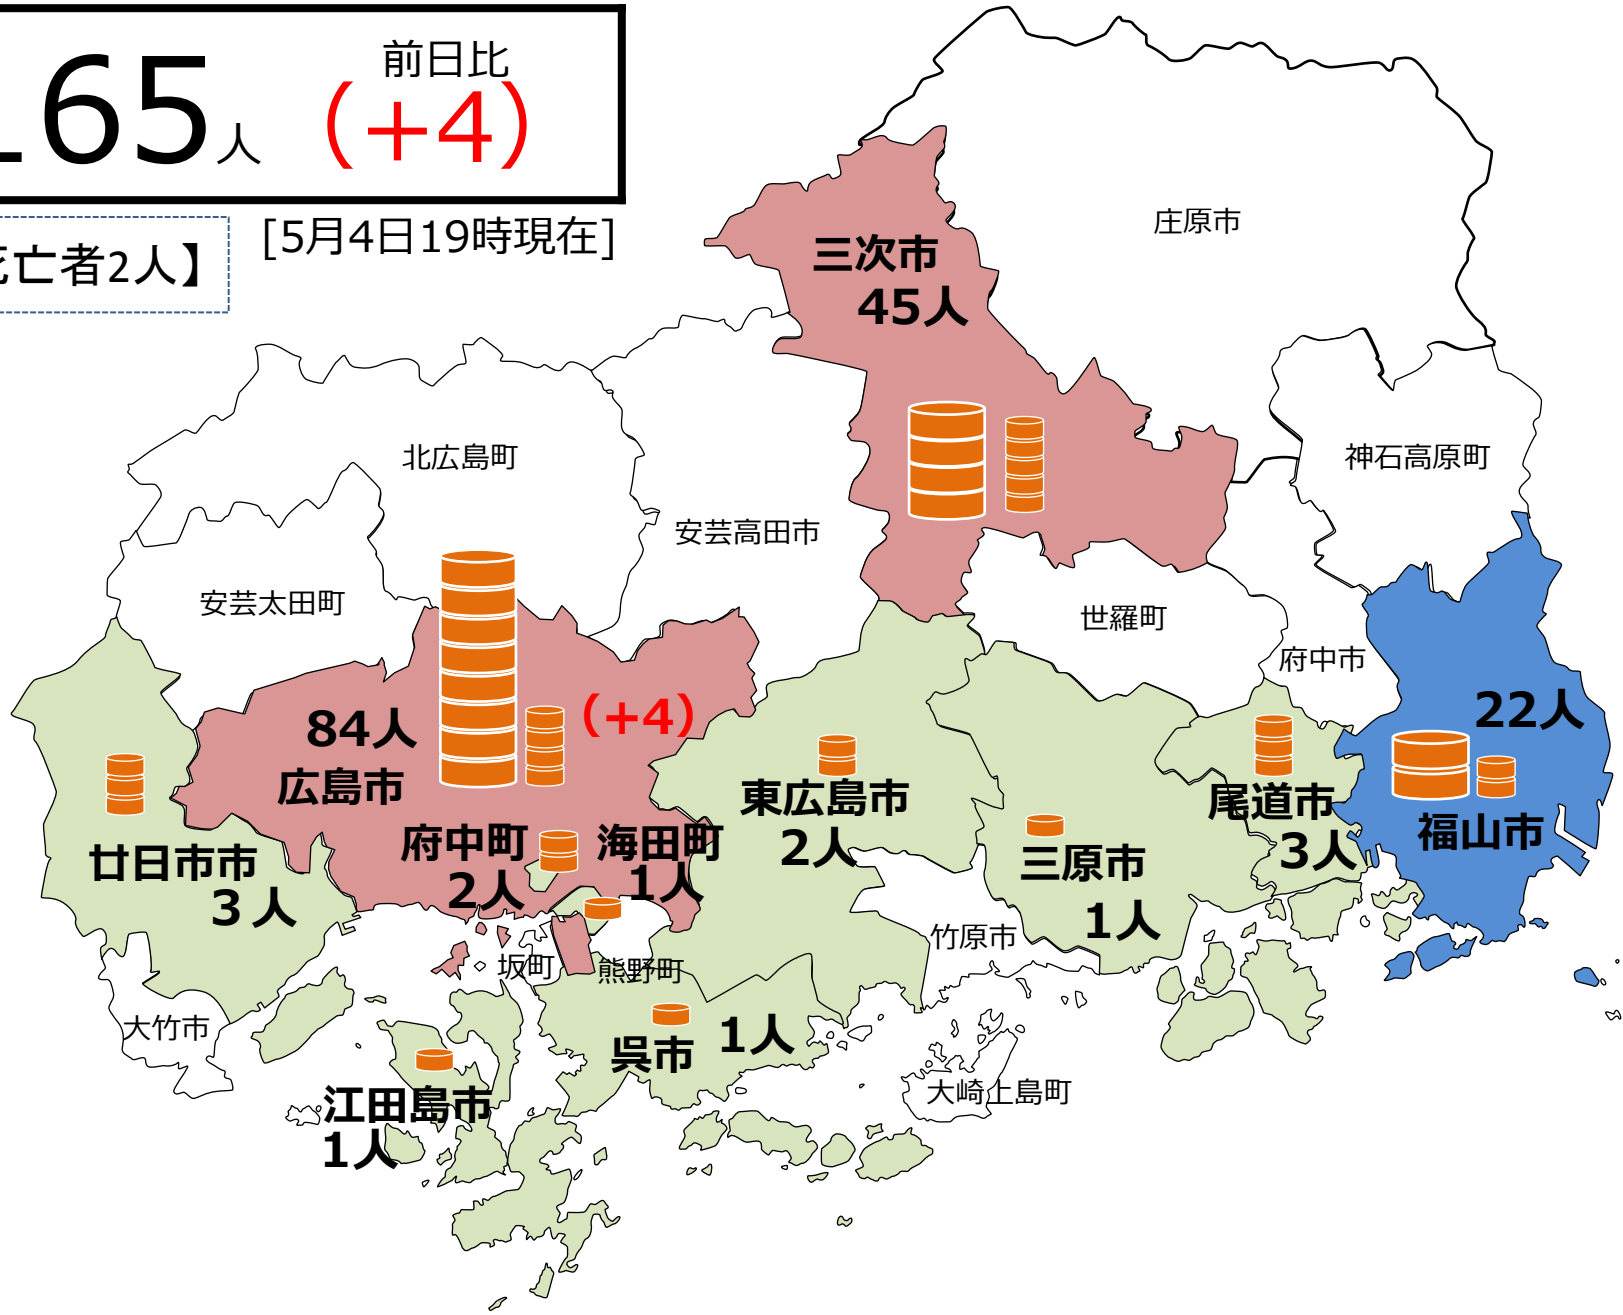 前日比
165人 (+4)
[5月4日19時現在]
死亡者2人】
庄原市
三次市
45人
北広島町
神石高原町
安芸高田市
安芸太田町
世羅町
府中市
(+4)
22人
84人
広島市
東広島市
2人
尾道市
3人
福山市
府中町
2人
海田町
1人
廿日市市
3人
三原市
1人
竹原市
坂町
熊野町
大竹市
呉市
1人
大崎上島町
江田島市
1人